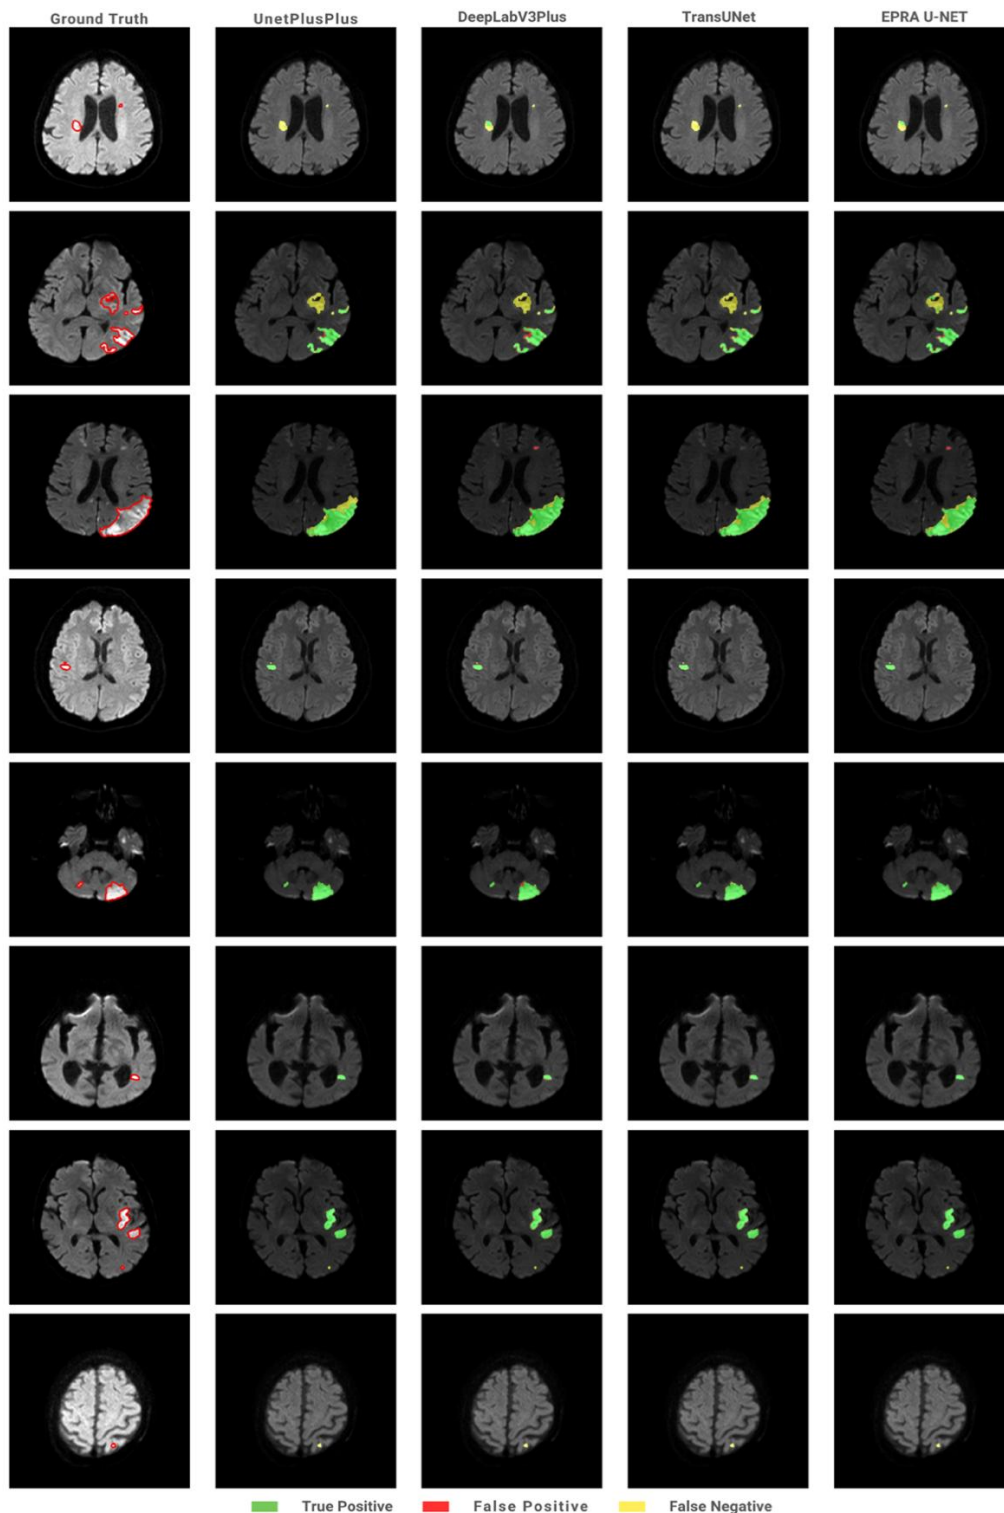 Ground Truth UnetPlusPlus DeepLabV3Plus TransUNet EPRA U-NET
True Positive False Positive False Negative